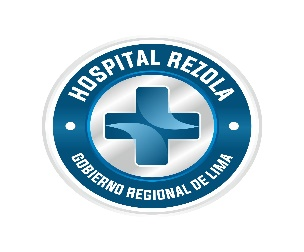 HOSPITAL REZOLA
GOBIERNO REGIONAL DE LIMA